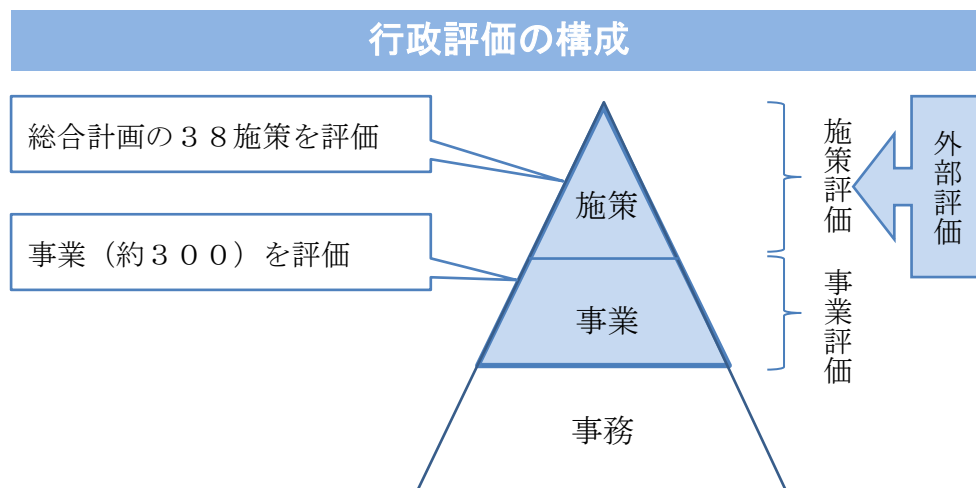 行政評価の構成
総合計画の３８施策を評価
事業（約３００）を評価
施策
事業
事務
施策評価
事業評価
外部評価